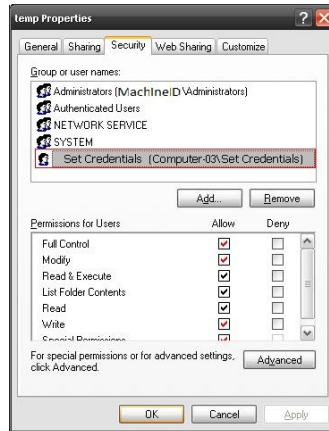 temp Properties
General Sharing Security Web Sharing Customize
Group or user names:
Administrators (MachIneID\Administrators)
Authenticated Users
NETWORK SERVICE
SYSTEM
Set Credentials (Computer-03\Set Credentials)
Add... Remove
Permissions for Users Allow Deny
Full Control
Modify
Read & Execute
List Folder Contents
Read
Write
Special Permissions
For special permissions or for advanced settings, click Advanced.
Advanced
OK Cancel Apply